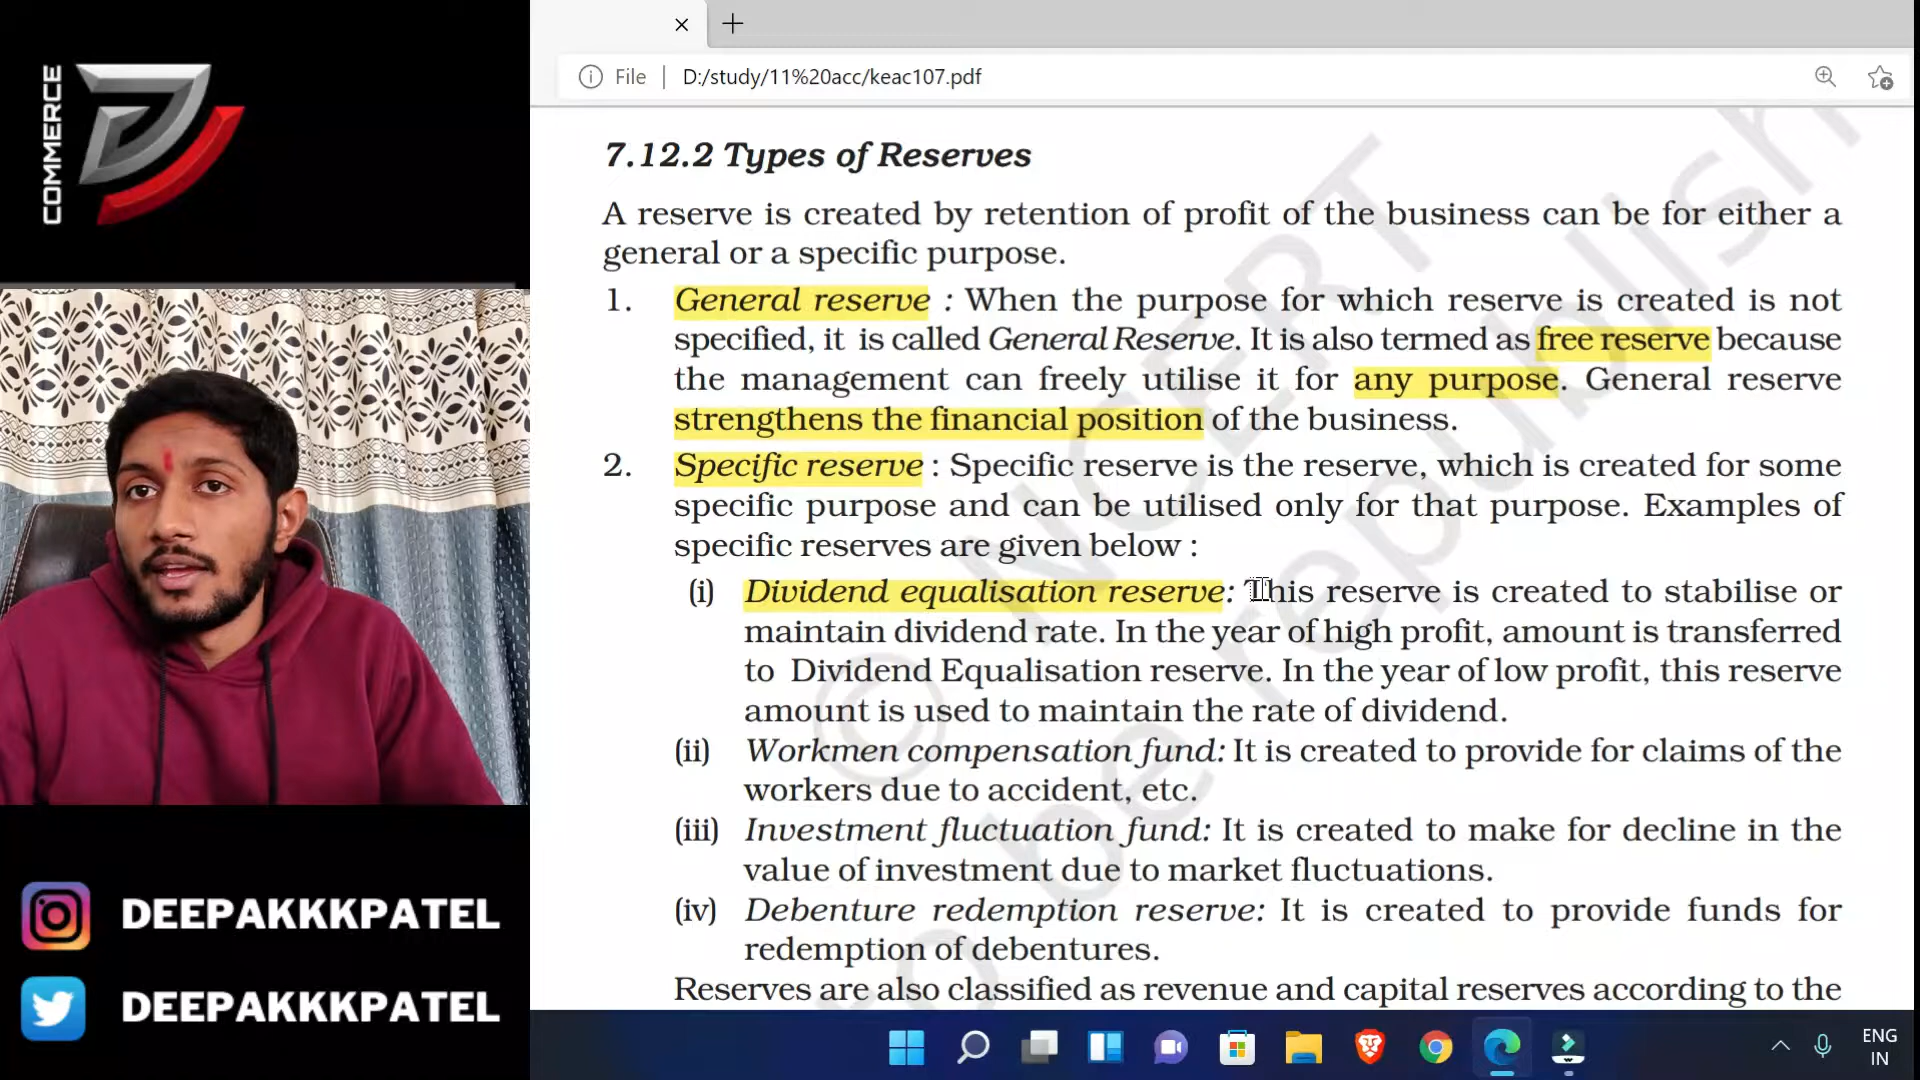 COMMERCE
File | D:/study/11%20acc/keac107.pdf
7.12.2 Types of Reserves
A reserve is created by retention of profit of the business can be for either a
general or a specific purpose.
1. General reserve : When the purpose for which reserve is created is not
specified, it is called General Reserve. It is also termed as free reserve because
the management can freely utilise it for any purpose. General reserve
strengthens the financial position of the business.
2. Specific reserve : Specific reserve is the reserve, which is created for some
specific purpose and can be utilised only for that purpose. Examples of
specific reserves are given below :
(i) Dividend equalisation reserve: This reserve is created to stabilise or
maintain dividend rate. In the year of high profit, amount is transferred
to Dividend Equalisation reserve. In the year of low profit, this reserve
amount is used to maintain the rate of dividend.
(ii) Workmen compensation fund: It is created to provide for claims of the
workers due to accident, etc.
(iii) Investment fluctuation fund: It is created to make for decline in the
value of investment due to market fluctuations.
(iv) Debenture redemption reserve: It is created to provide funds for
redemption of debentures.
Reserves are also classified as revenue and capital reserves according to the
© NCERT
be republish
DEEPAKKKPATEL
DEEPAKKKPATEL
ENG
IN